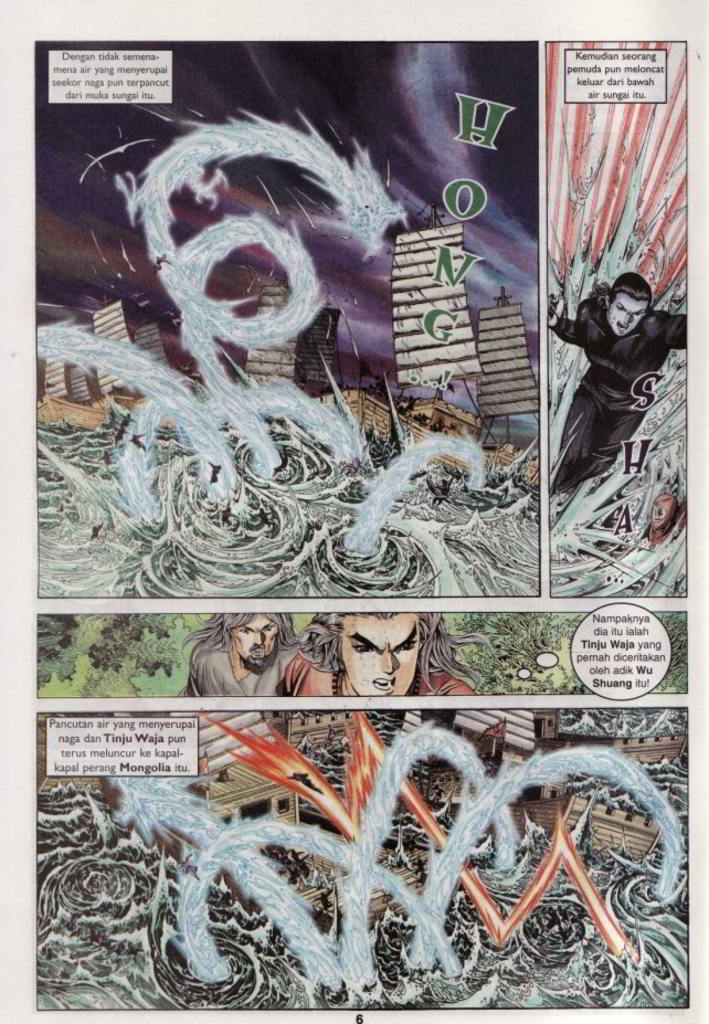 Dengan tidak semena-
mena air yang menyerupai
seekor naga pun terpancut
dari muka sungai itu.
HONG
...!
Kemudian seorang
pemuda pun meloncat
keluar dari bawah
air sungai itu.
SHA
...
Nampaknya
dia itu ialah
Tinju Waja yang
pernah diceritakan
oleh adik Wu
Shuang itu!
Pancutan air yang menyerupai
naga dan Tinju Waja pun
terus meluncur ke kapal-
kapal perang Mongolia itu.
6